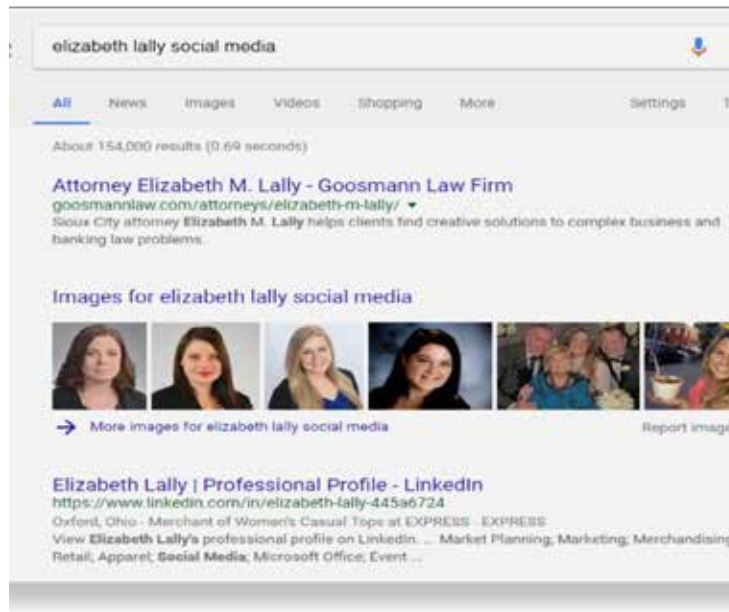 elizabeth lally social media
All News Images Videos Shopping More Settings
About 154,000 results (0.69 seconds)
Attorney Elizabeth M. Lally - Goosmann Law Firm
goosmannlaw.com/attorneys/elizabeth-m-lally/
Sioux City attorney Elizabeth M. Lally helps clients find creative solutions to complex business and
banking law problems.
Images for elizabeth lally social media
More images for elizabeth lally social media Report image
Elizabeth Lally | Professional Profile - LinkedIn
https://www.linkedin.com/in/elizabeth-lally-445a6724
Oxford, Ohio - Merchant of Women's Casual Tops at EXPRESS - EXPRESS
View Elizabeth Lally's professional profile on LinkedIn. ... Market Planning; Marketing; Merchandising
Retail; Apparel; Social Media; Microsoft Office; Event ...